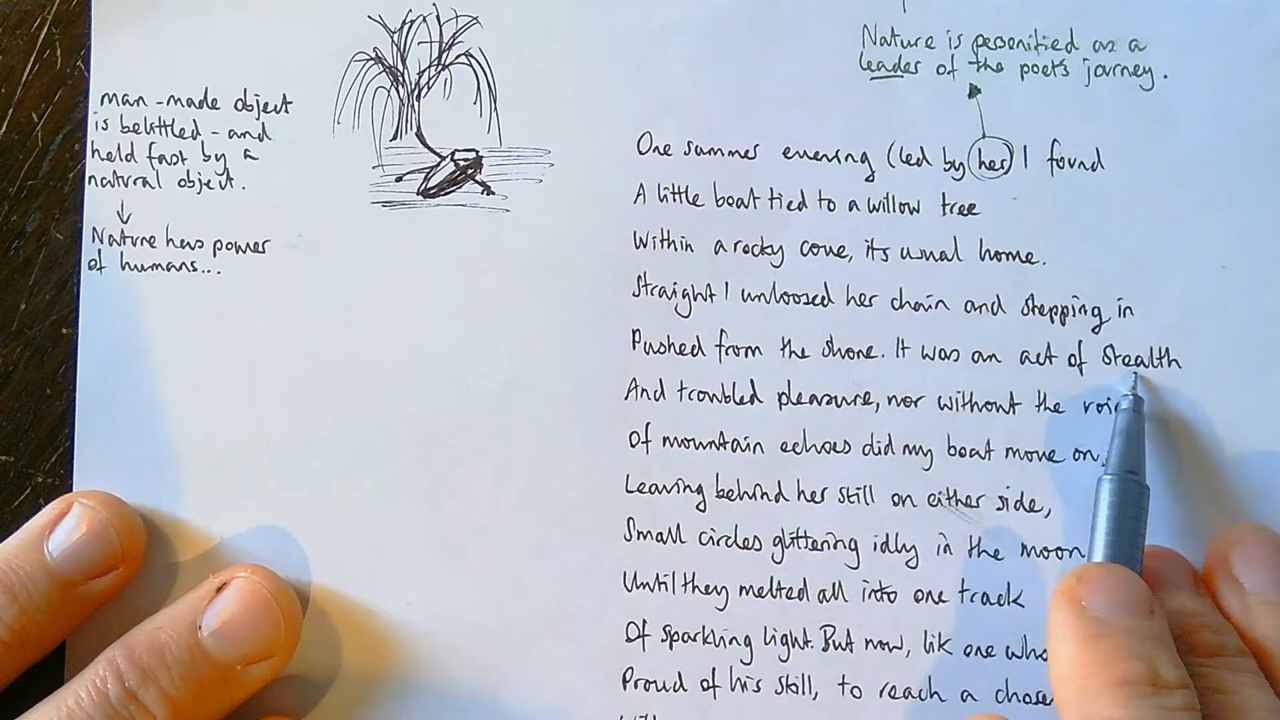 Nature is personified as a
leader of the poets journey.
man-made object
is belittled - and
held fast by a
natural object.
Nature has power
of humans...
One summer evening (led by her) I found
A little boat tied to a willow tree
Within a rocky cove, its usual home.
Straight I unloosed her chain and stepping in
Pushed from the shore. It was an act of stealth
And troubled pleasure, nor without the
Of mountain echoes did my boat move on,
Leaving behind her still on either side,
Small circles glittering idly in the moon
Until they melted all into one track
Of sparkling light. But now, lik one who
Proud of his skill, to reach a